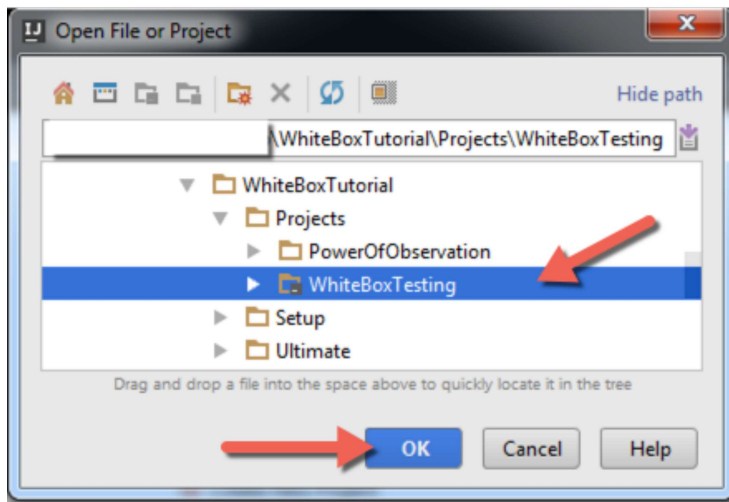 IJ Open File or Project
Hide path
\WhiteBoxTutorial\Projects\WhiteBoxTesting
WhiteBoxTutorial
Projects
PowerOfObservation
WhiteBoxTesting
Setup
Ultimate
Drag and drop a file into the space above to quickly locate it in the tree
OK Cancel Help